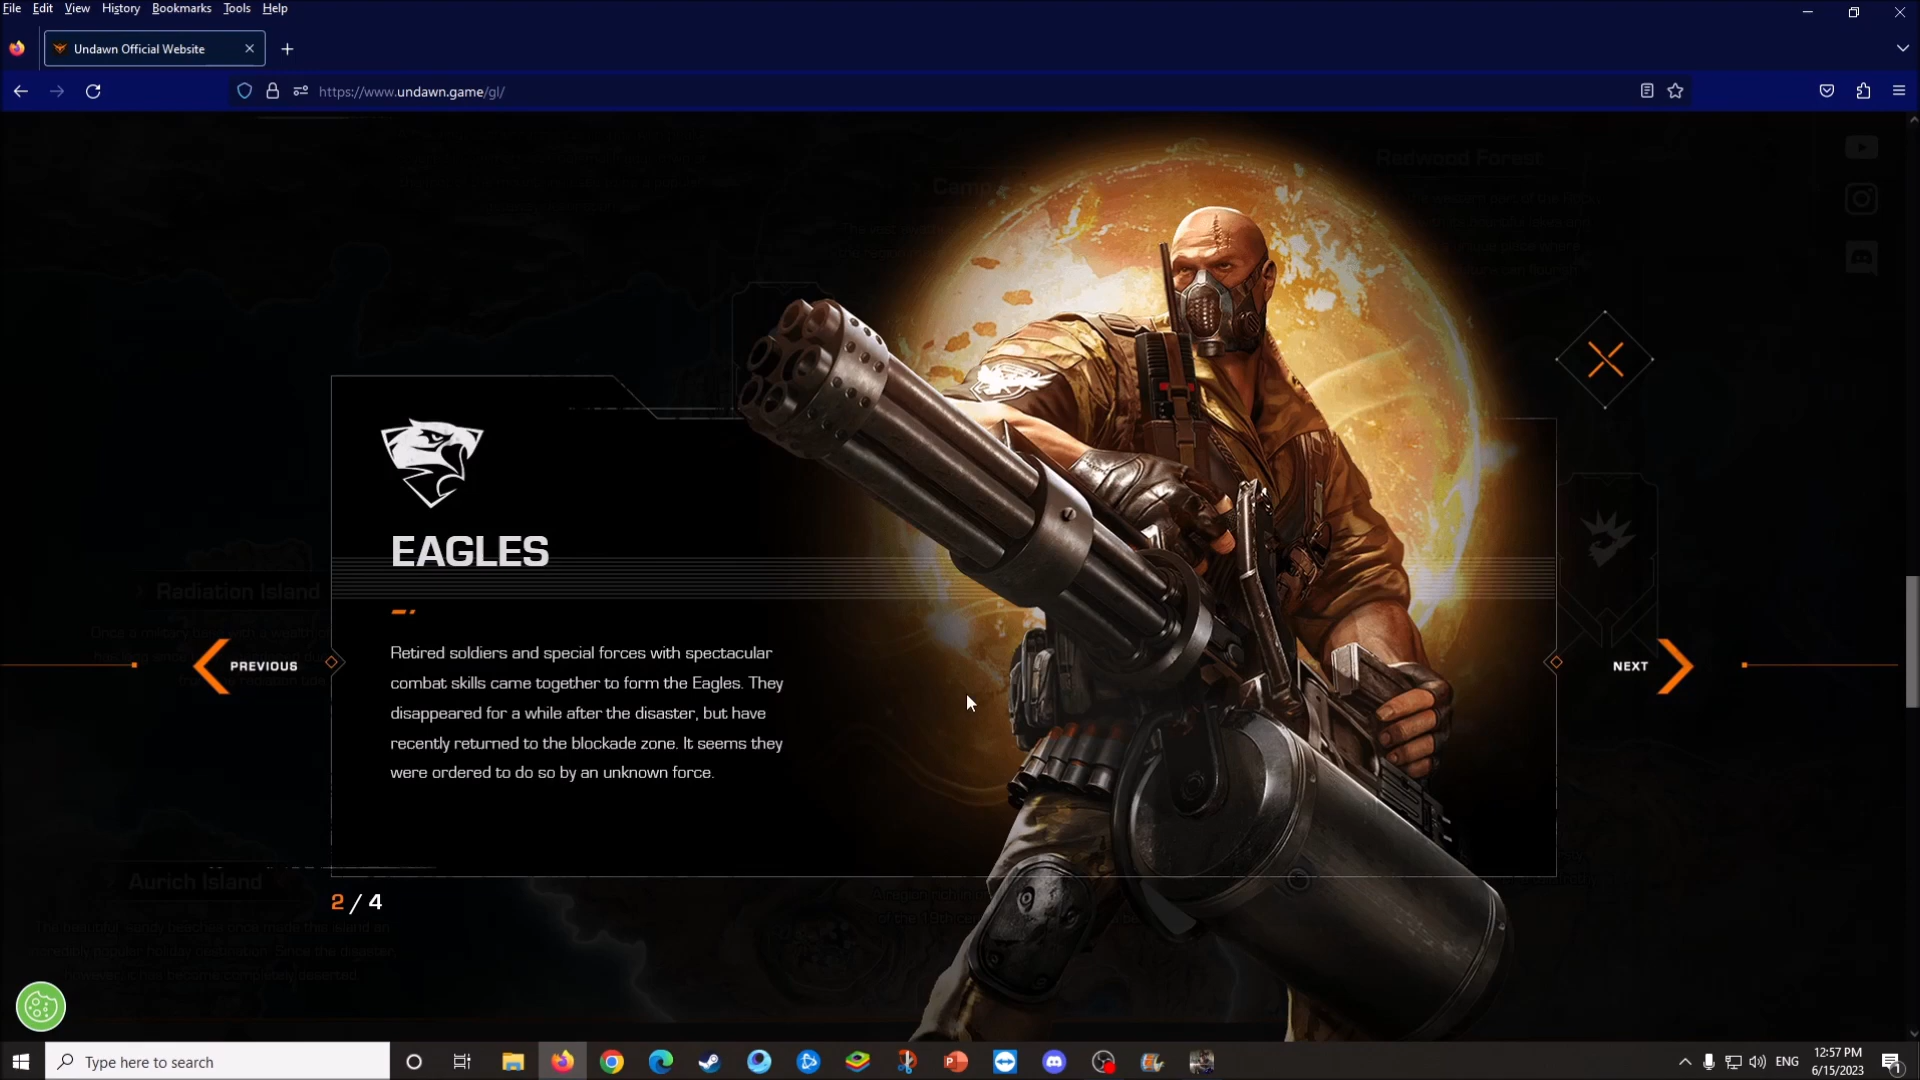 File Edit View History Bookmarks Tools Help
Undawn Official Website
https://www.undawn.game/gl/
Redwood Forest
Camp
EAGLES
Radiation Island
Retired soldiers and special forces with spectacular
combat skills came together to form the Eagles. They
disappeared for a while after the disaster, but have
recently returned to the blockade zone. It seems they
were ordered to do so by an unknown force.
PREVIOUS
NEXT
Aurich Island
2 / 4
Type here to search
ENG
12:57 PM
6/15/2023
1